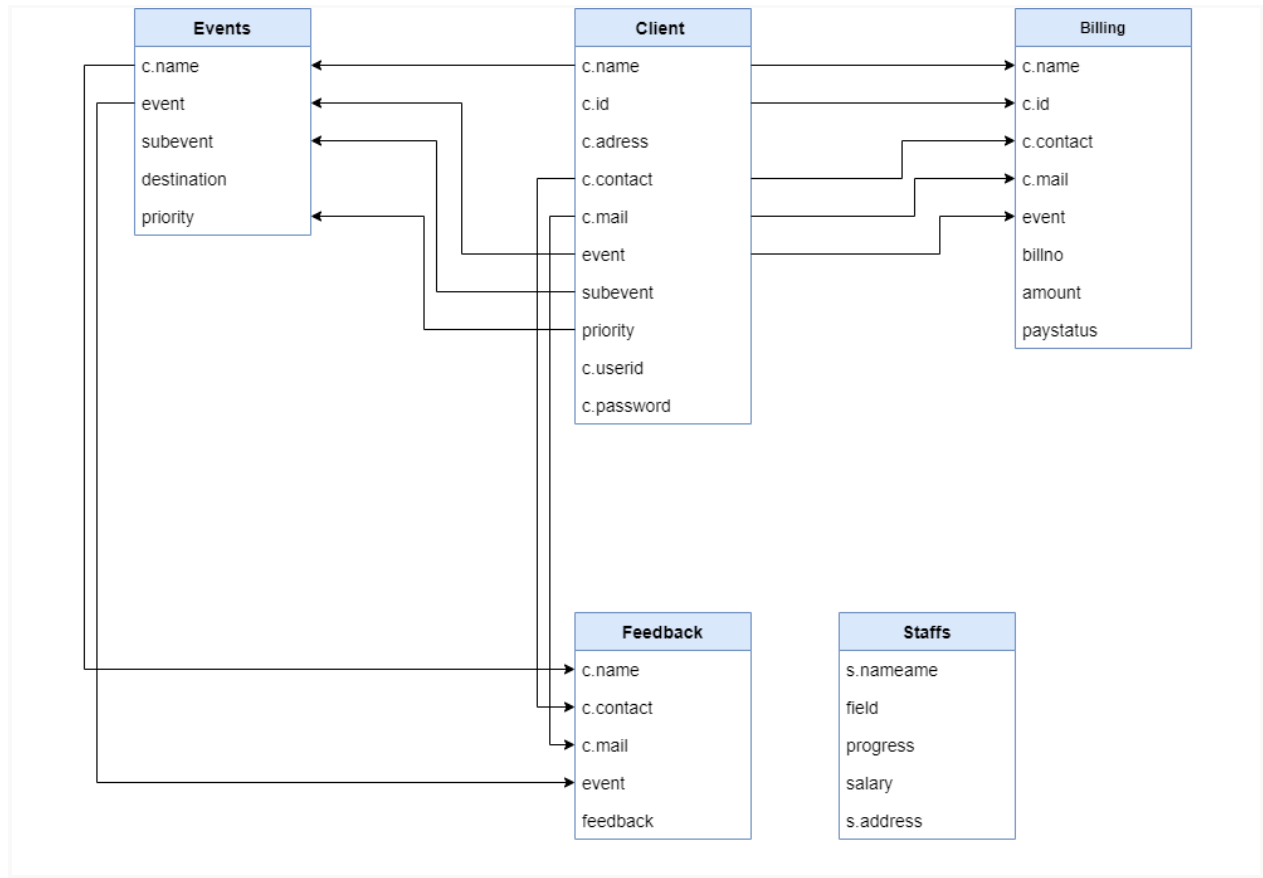 Events
c.name
event
subevent
destination
priority
Client
c.name
c.id
c.adress
c.contact
c.mail
event
subevent
priority
c.userid
c.password
Billing
c.name
c.id
c.contact
c.mail
event
billno
amount
paystatus
Feedback
c.name
c.contact
c.mail
event
feedback
Staffs
s.nameame
field
progress
salary
s.address